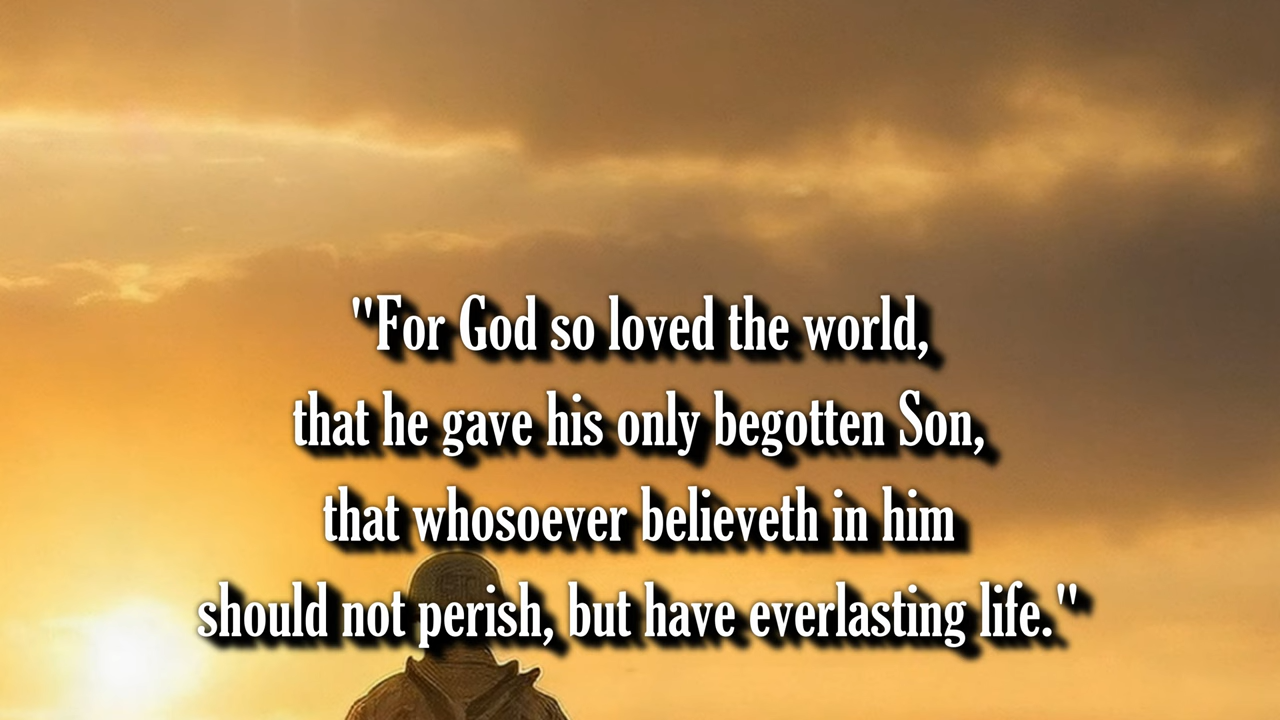 "For God so loved the world,
that he gave his only begotten Son,
that whosoever believeth in him
should not perish, but have everlasting life."